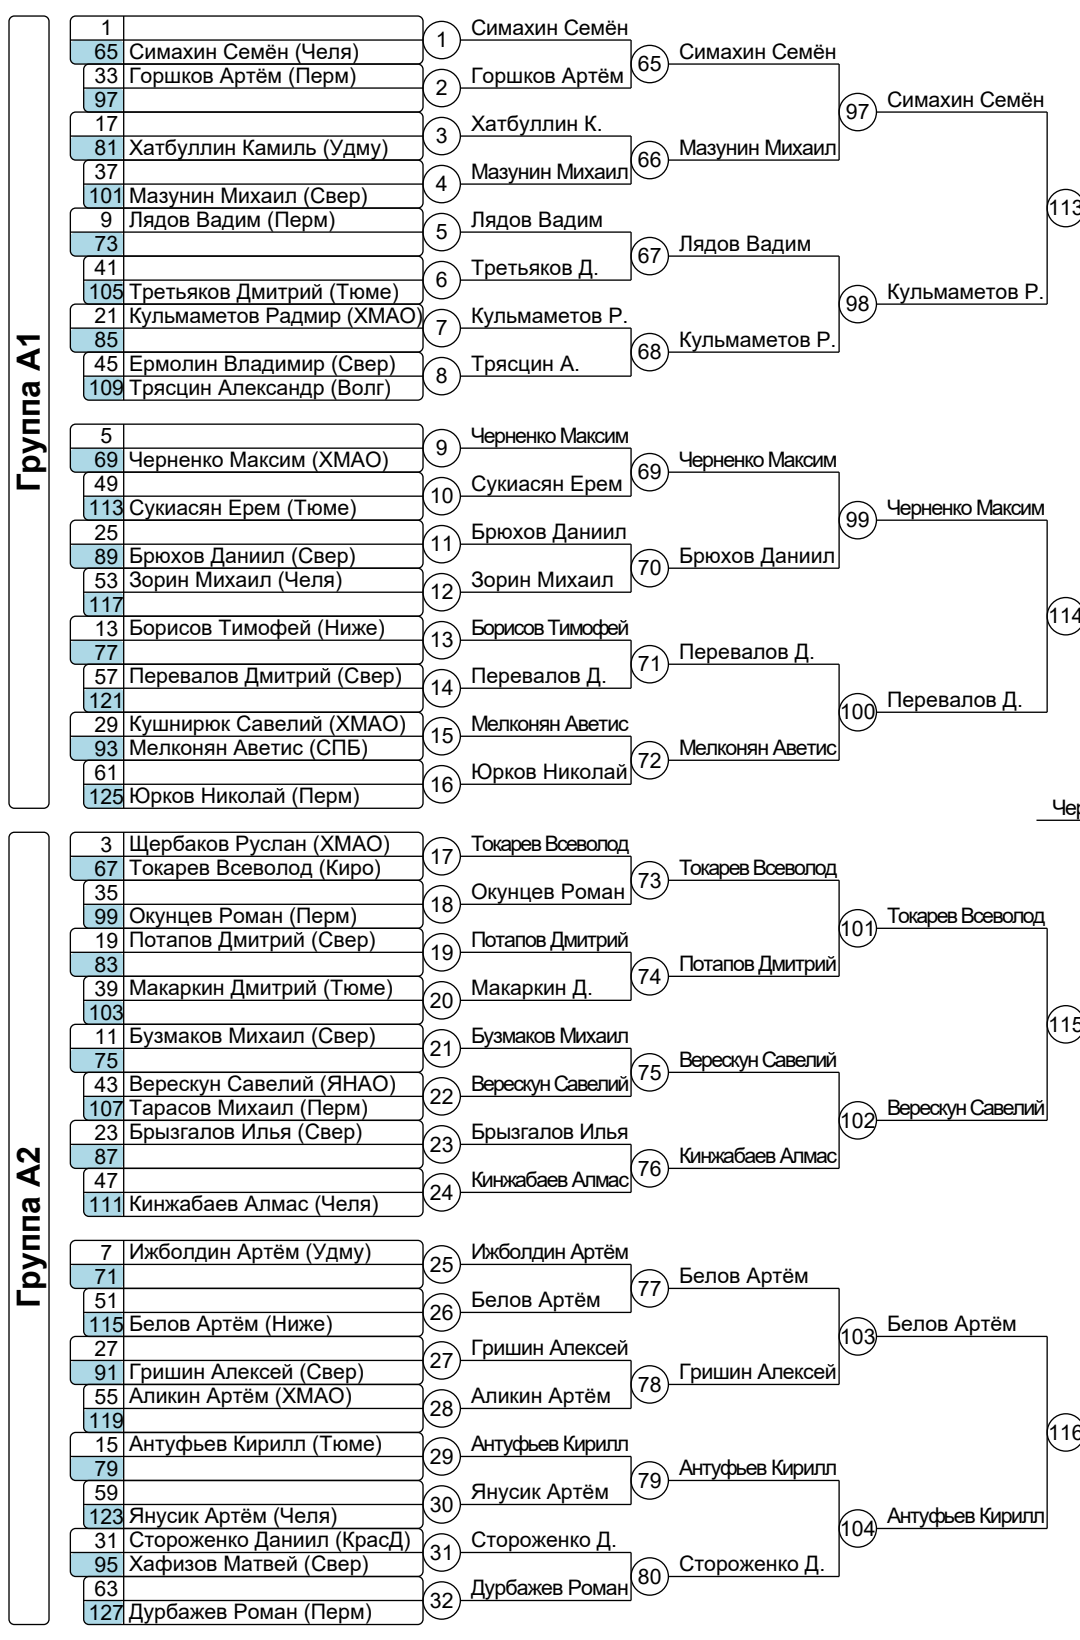 Группа А1
1
65 Симахин Семён (Челя)
33 Горшков Артём (Перм)
97
17
81 Хатбуллин Камиль (Удму)
37
101 Мазунин Михаил (Свер)
9 Лядов Вадим (Перм)
73
41
105 Третьяков Дмитрий (Тюме)
21 Кульмаметов Радмир (ХМАО)
85
45 Ермолин Владимир (Свер)
109 Трясцин Александр (Волг)
1 Симахин Семён
2 Горшков Артём
3 Хатбуллин К.
4 Мазунин Михаил
5 Лядов Вадим
6 Третьяков Д.
7 Кульмаметов Р.
8 Трясцин А.
65 Симахин Семён
66 Мазунин Михаил
67 Лядов Вадим
68 Кульмаметов Р.
97 Симахин Семён
98 Кульмаметов Р.
113
5
69 Черненко Максим (ХМАО)
49
113 Сукиасян Ерем (Тюме)
25
89 Брюхов Даниил (Свер)
53 Зорин Михаил (Челя)
117
13 Борисов Тимофей (Ниже)
77
57 Перевалов Дмитрий (Свер)
121
29 Кушнирюк Савелий (ХМАО)
93 Мелконян Аветис (СПБ)
61
125 Юрков Николай (Перм)
9 Черненко Максим
10 Сукиасян Ерем
11 Брюхов Даниил
12 Зорин Михаил
13 Борисов Тимофей
14 Перевалов Д.
15 Мелконян Аветис
16 Юрков Николай
69 Черненко Максим
70 Брюхов Даниил
71 Перевалов Д.
72 Мелконян Аветис
99 Черненко Максим
100 Перевалов Д.
114
Чер
Группа А2
3 Щербаков Руслан (ХМАО)
67 Токарев Всеволод (Киро)
35
99 Окунцев Роман (Перм)
19 Потапов Дмитрий (Свер)
83
39 Макаркин Дмитрий (Тюме)
103
11 Бузмаков Михаил (Свер)
75
43 Верескун Савелий (ЯНАО)
107 Тарасов Михаил (Перм)
23 Брызгалов Илья (Свер)
87
47
111 Кинжабаев Алмас (Челя)
17 Токарев Всеволод
18 Окунцев Роман
19 Потапов Дмитрий
20 Макаркин Д.
21 Бузмаков Михаил
22 Верескун Савелий
23 Брызгалов Илья
24 Кинжабаев Алмас
73 Токарев Всеволод
74 Потапов Дмитрий
75 Верескун Савелий
76 Кинжабаев Алмас
101 Токарев Всеволод
102 Верескун Савелий
115
7 Ижболдин Артём (Удму)
71
51
115 Белов Артём (Ниже)
27
91 Гришин Алексей (Свер)
55 Аликин Артём (ХМАО)
119
15 Антуфьев Кирилл (Тюме)
79
59
123 Янусик Артём (Челя)
31 Стороженко Даниил (КрасД)
95 Хафизов Матвей (Свер)
63
127 Дурбажев Роман (Перм)
25 Ижболдин Артём
26 Белов Артём
27 Гришин Алексей
28 Аликин Артём
29 Антуфьев Кирилл
30 Янусик Артём
31 Стороженко Д.
32 Дурбажев Роман
77 Белов Артём
78 Гришин Алексей
79 Антуфьев Кирилл
80 Стороженко Д.
103 Белов Артём
104 Антуфьев Кирилл
116